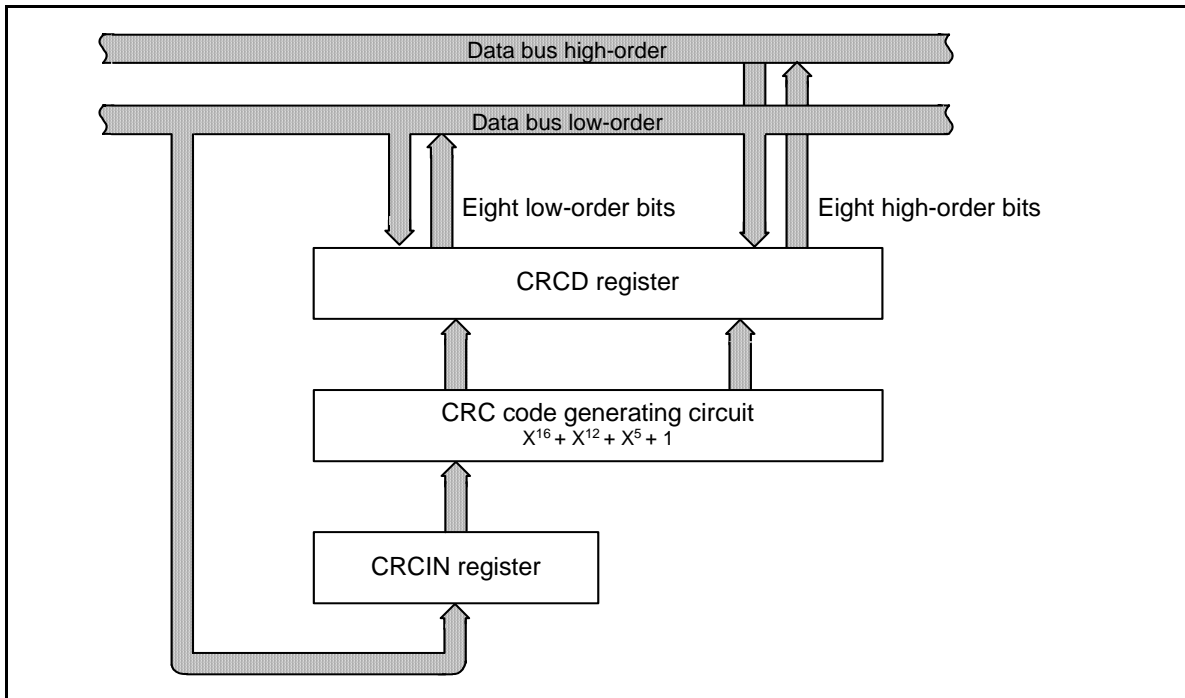 Data bus high-order
Data bus low-order
Eight low-order bits
Eight high-order bits
CRCD register
CRC code generating circuit
X¹⁶ + X¹² + X⁵ + 1
CRCIN register